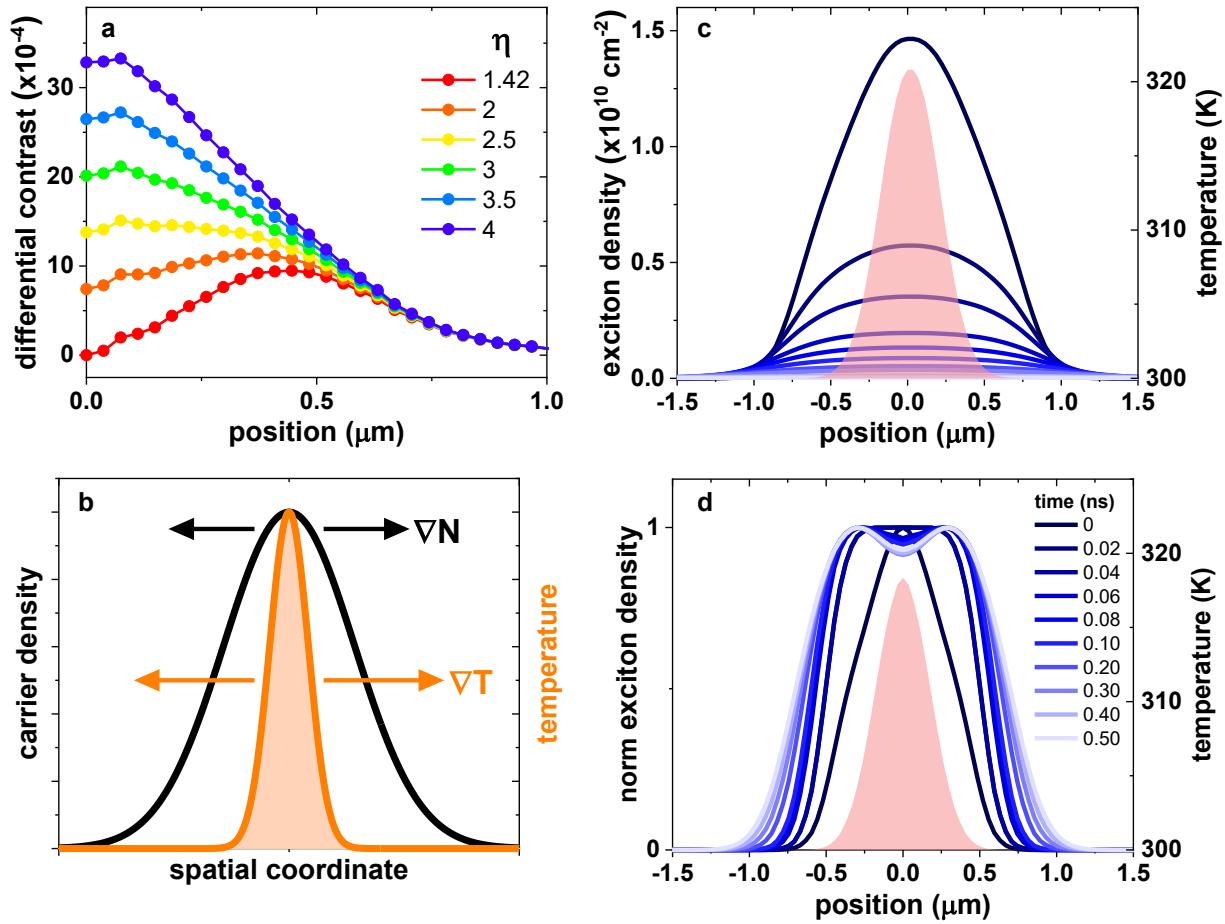 a
η
1.42
2
2.5
3
3.5
4
differential contrast (x10⁻⁴)
30
20
10
0
0.0 0.5 1.0
position (μm)
b
∇N
∇T
carrier density
temperature
spatial coordinate
c
exciton density (x10¹⁰ cm⁻²)
1.5
1.0
0.5
0.0
320
310
300
temperature (K)
-1.5 -1.0 -0.5 0.0 0.5 1.0 1.5
position (μm)
d
time (ns)
0
0.02
0.04
0.06
0.08
0.10
0.20
0.30
0.40
0.50
norm exciton density
1
0
320
310
300
temperature (K)
-1.5 -1.0 -0.5 0.0 0.5 1.0 1.5
position (μm)